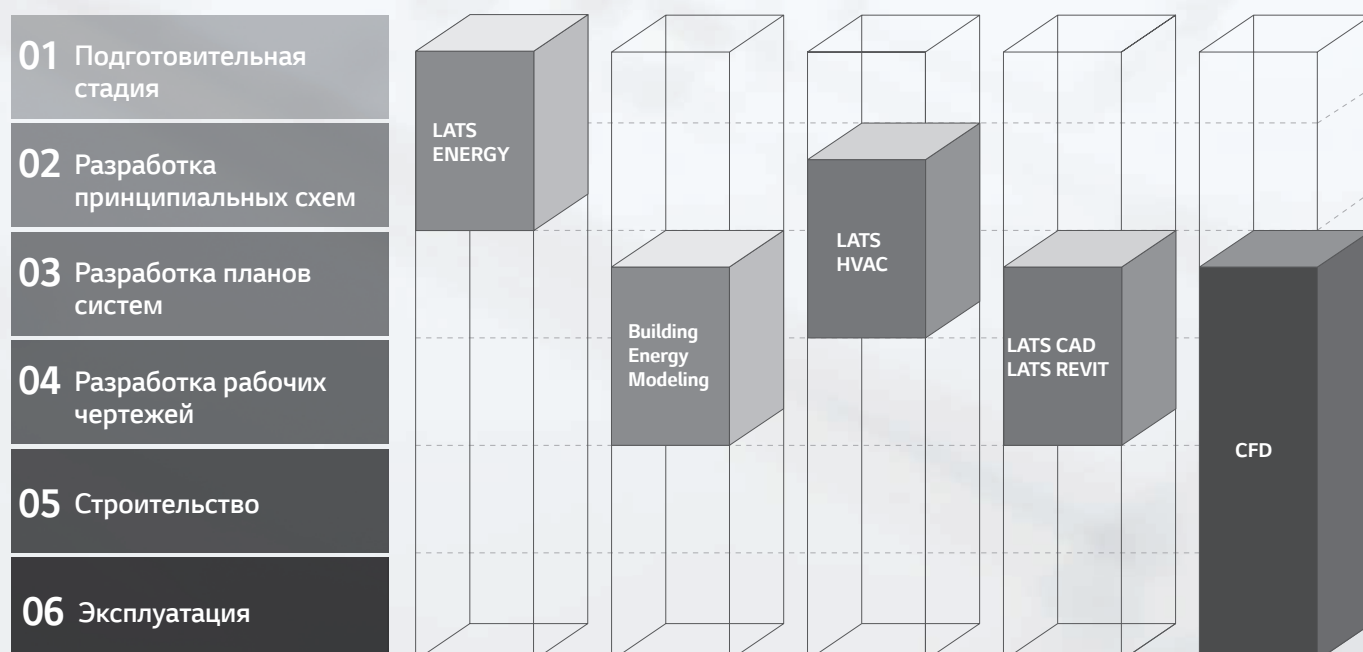 01 Подготовительная
стадия
02 Разработка
принципиальных схем
03 Разработка планов
систем
04 Разработка рабочих
чертежей
05 Строительство
06 Эксплуатация
LATS
ENERGY
Building
Energy
Modeling
LATS
HVAC
LATS CAD
LATS REVIT
CFD